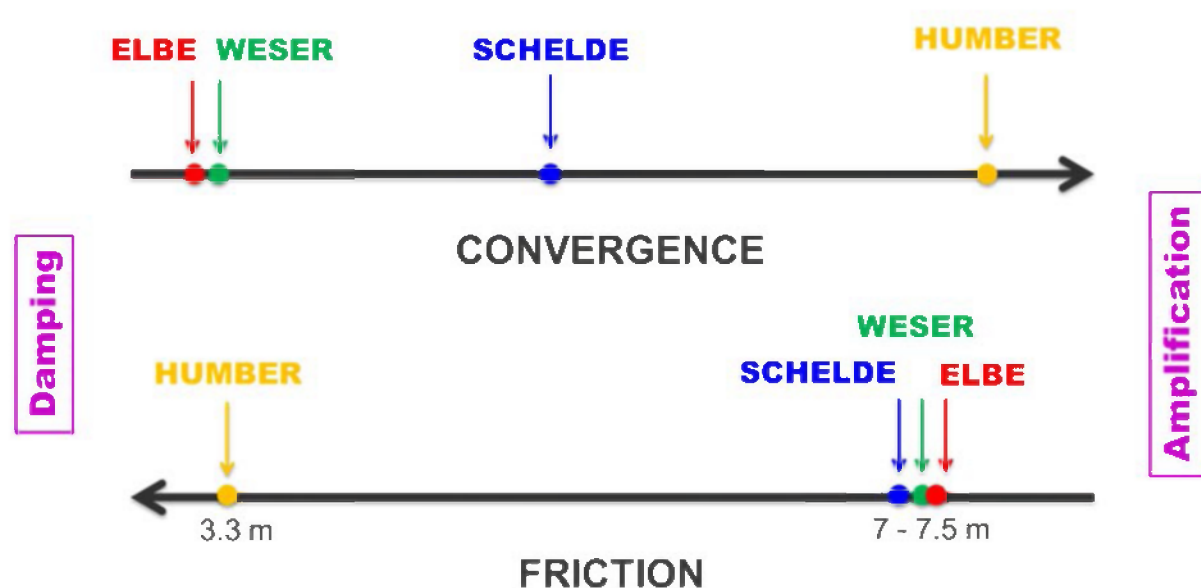 ELBE WESER SCHELDE HUMBER
CONVERGENCE
Damping
Amplification
WESER
HUMBER SCHELDE ELBE
3.3 m 7 - 7.5 m
FRICTION